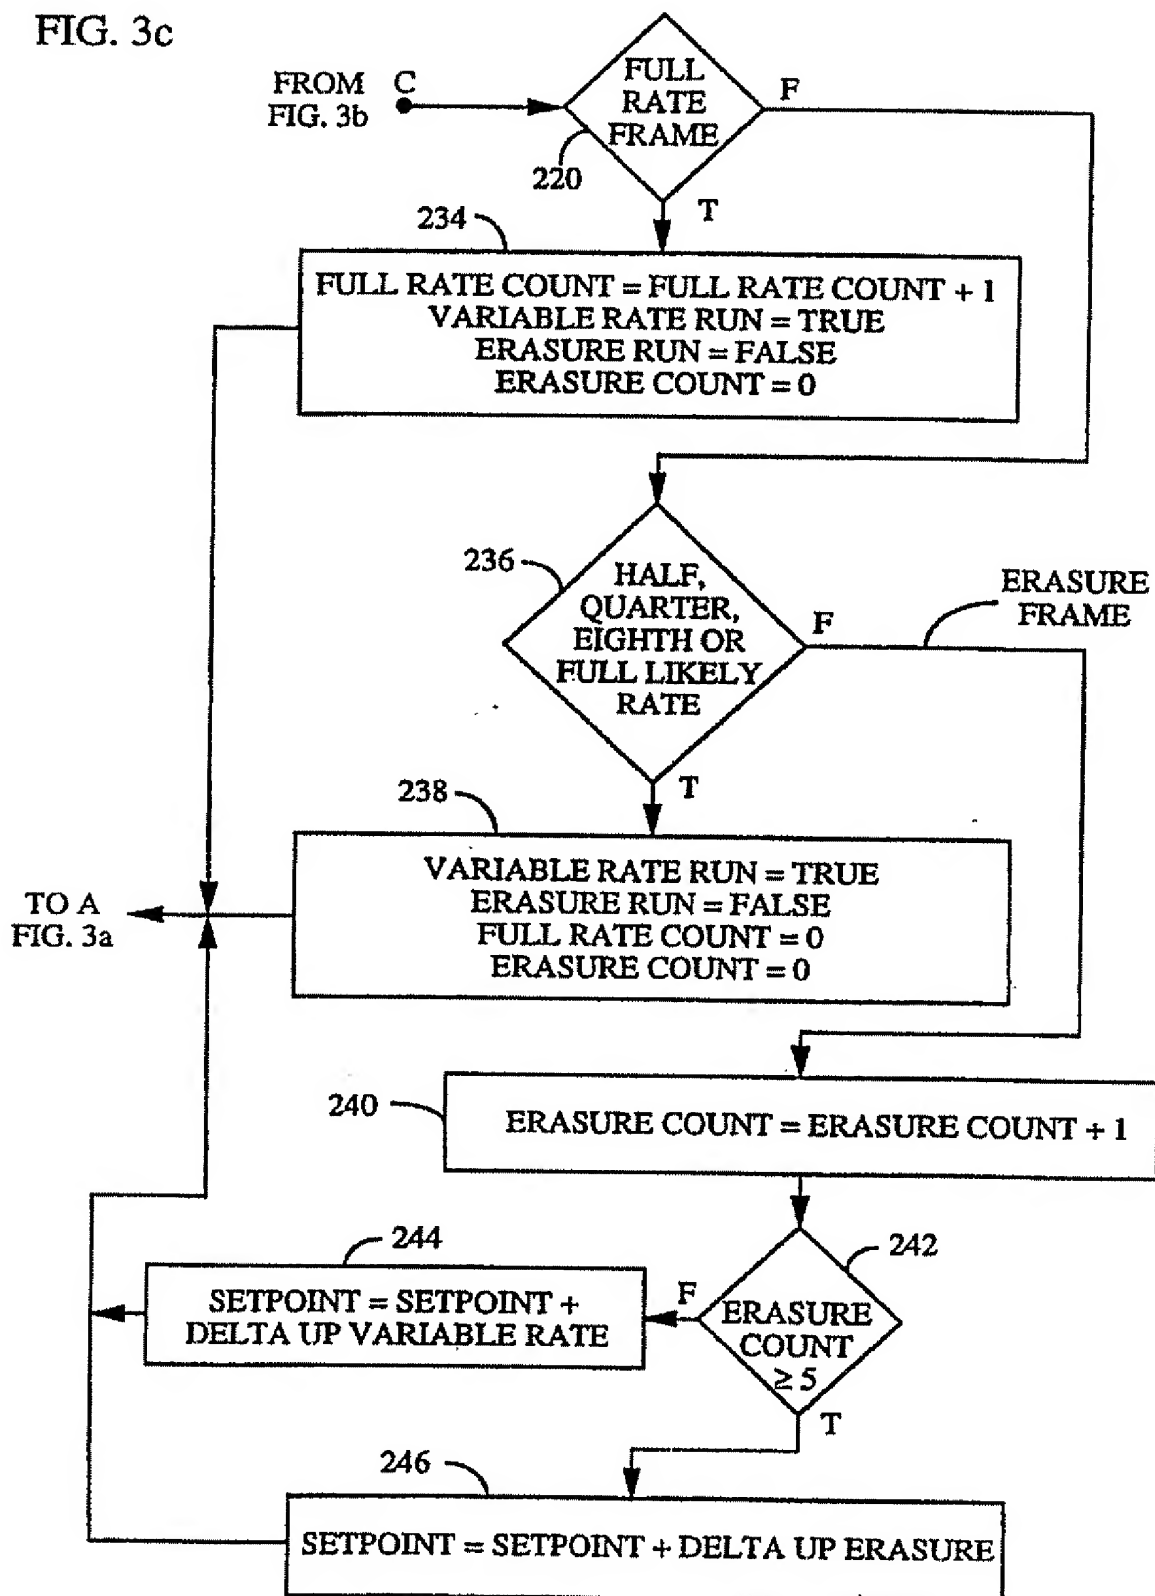 FIG. 3c
FROM
FIG. 3b
C
FULL
RATE
FRAME
F
220
T
234
FULL RATE COUNT = FULL RATE COUNT + 1
VARIABLE RATE RUN = TRUE
ERASURE RUN = FALSE
ERASURE COUNT = 0
236
HALF,
QUARTER,
EIGHTH OR
FULL LIKELY
RATE
F
ERASURE
FRAME
T
238
VARIABLE RATE RUN = TRUE
ERASURE RUN = FALSE
FULL RATE COUNT = 0
ERASURE COUNT = 0
TO A
FIG. 3a
240
ERASURE COUNT = ERASURE COUNT + 1
242
ERASURE
COUNT
≥ 5
F
244
SETPOINT = SETPOINT +
DELTA UP VARIABLE RATE
T
246
SETPOINT = SETPOINT + DELTA UP ERASURE